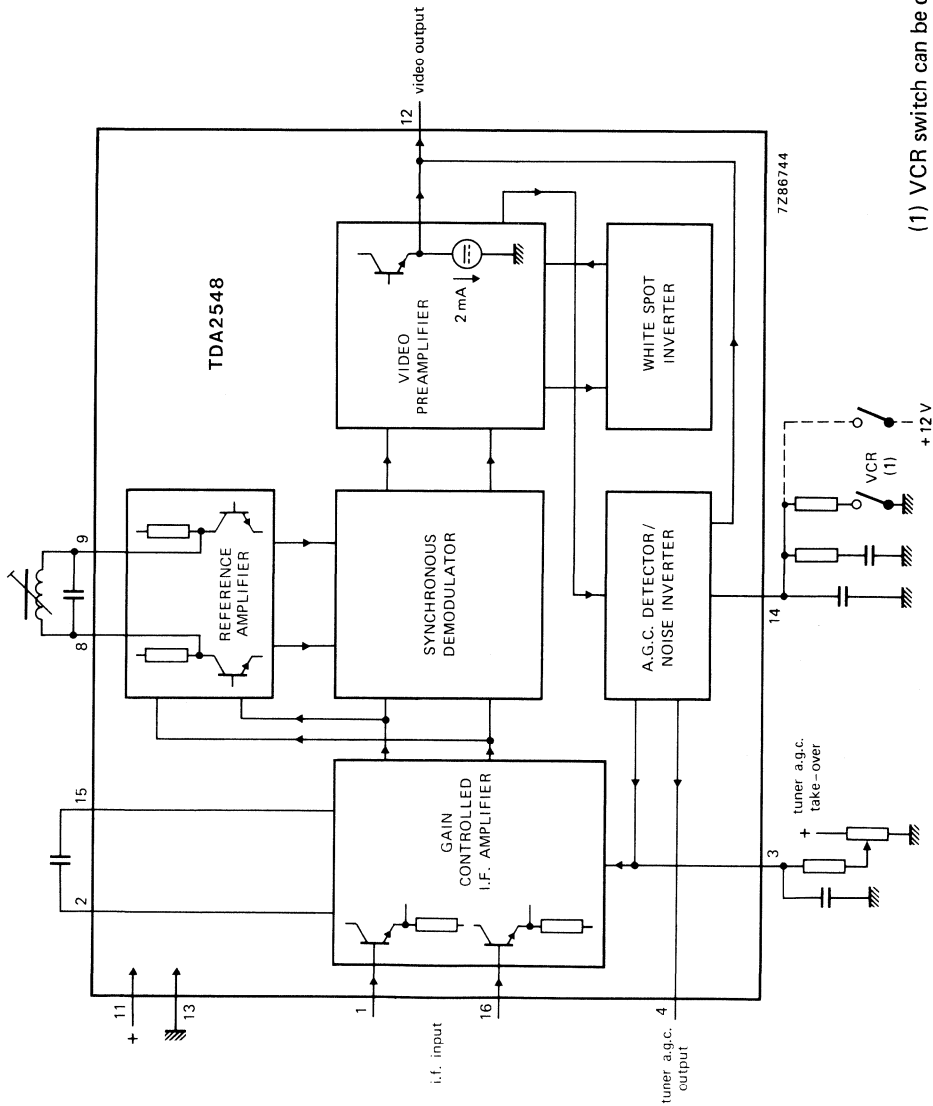 TDA2548
11
+
13
2
15
8
9
REFERENCE
AMPLIFIER
1
i.f. input
16
GAIN
CONTROLLED
I.F. AMPLIFIER
SYNCHRONOUS
DEMODULATOR
VIDEO
PREAMPLIFIER
2 mA
12
video output
4
tuner a.g.c.
output
A.G.C. DETECTOR/
NOISE INVERTER
WHITE SPOT
INVERTER
3
tuner a.g.c.
take-over
+
14
VCR
(1)
+12 V
7Z86744
(1) VCR switch can be